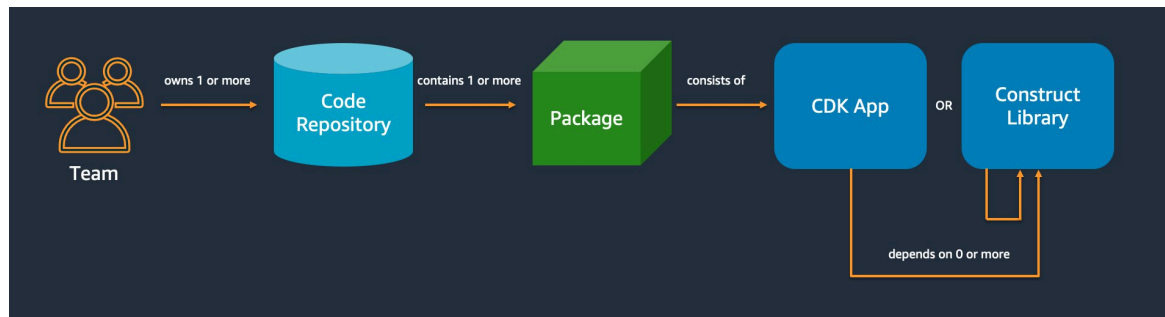 Team
owns 1 or more
Code
Repository
contains 1 or more
Package
consists of
CDK App
OR
Construct
Library
depends on 0 or more